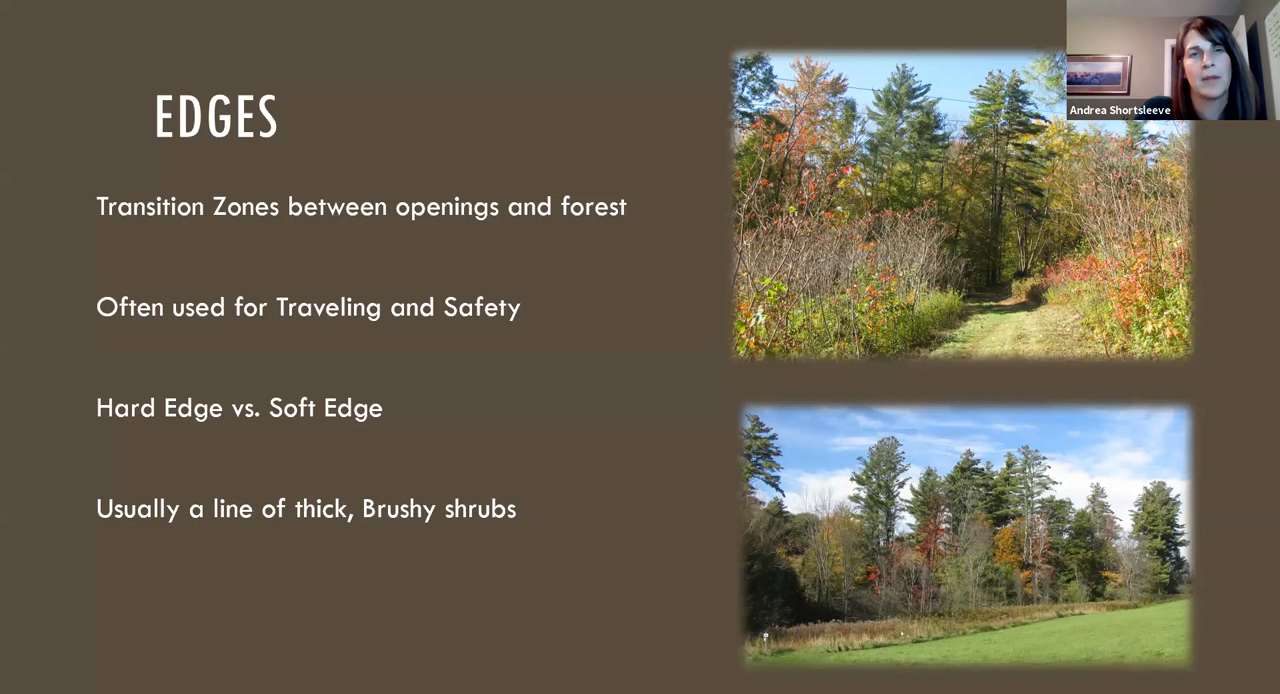 EDGES
Transition Zones between openings and forest
Often used for Traveling and Safety
Hard Edge vs. Soft Edge
Usually a line of thick, Brushy shrubs
Andrea Shortsleeve